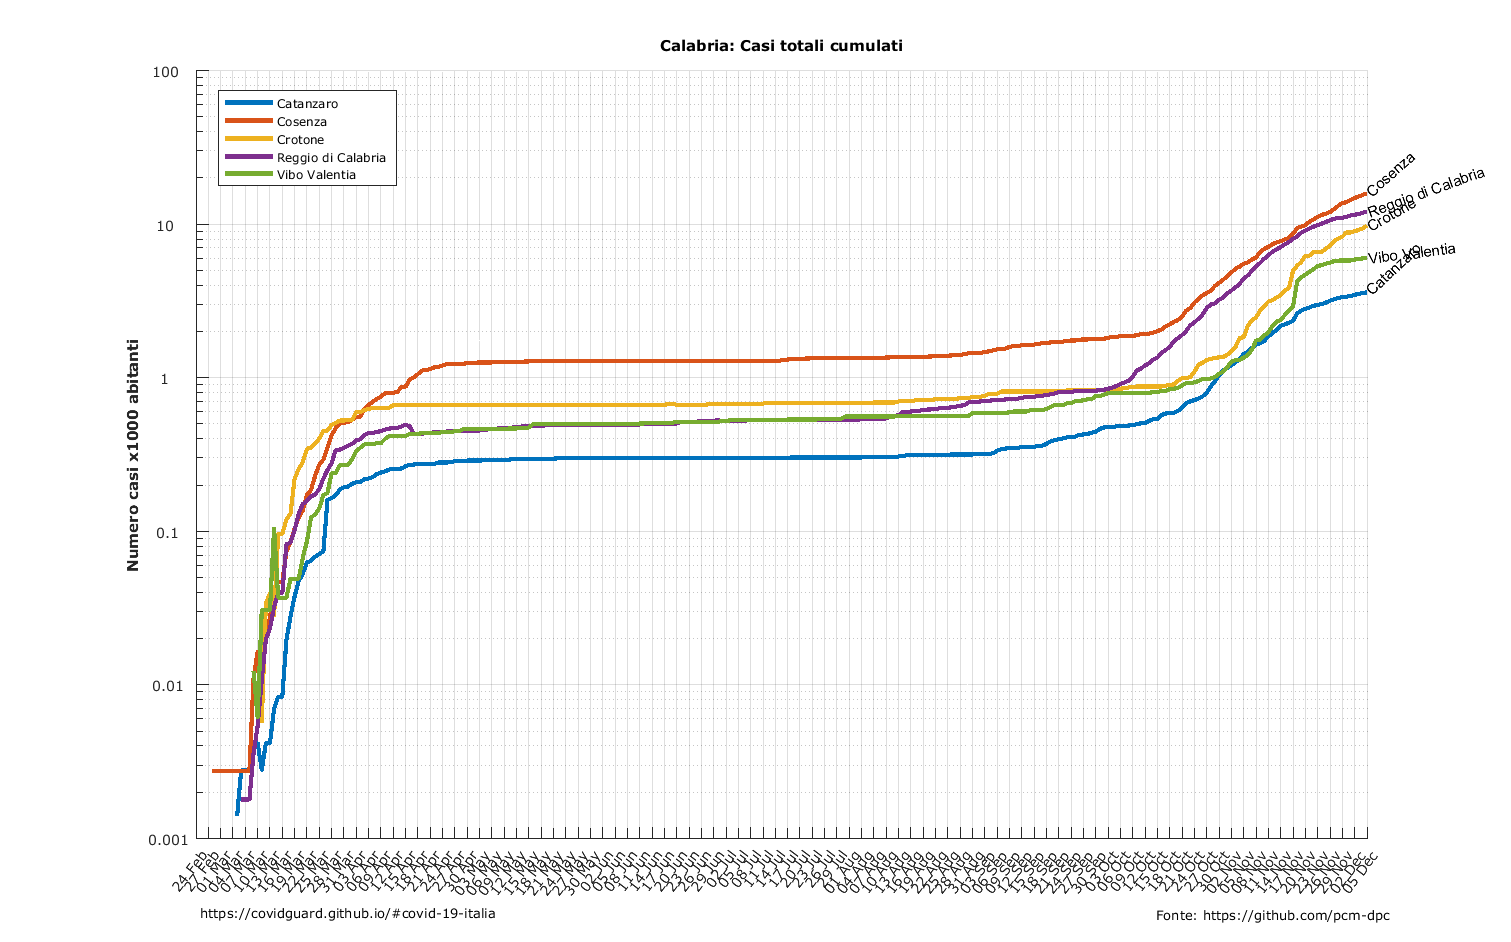 Calabria: Casi totali cumulati
100
10
1
0.1
0.01
0.001
Numero casi x1000 abitanti
Catanzaro
Cosenza
Crotone
Reggio di Calabria
Vibo Valentia
Cosenza
Reggio di Calabria
Crotone
Vibo Valentia
Catanzaro
24 Feb
27 Feb
01 Mar
04 Mar
07 Mar
10 Mar
13 Mar
16 Mar
19 Mar
22 Mar
25 Mar
28 Mar
31 Mar
03 Apr
06 Apr
09 Apr
12 Apr
15 Apr
18 Apr
21 Apr
24 Apr
27 Apr
30 Apr
03 May
06 May
09 May
12 May
15 May
18 May
21 May
24 May
27 May
30 May
02 Jun
05 Jun
08 Jun
11 Jun
14 Jun
17 Jun
20 Jun
23 Jun
26 Jun
29 Jun
02 Jul
05 Jul
08 Jul
11 Jul
14 Jul
17 Jul
20 Jul
23 Jul
26 Jul
29 Jul
01 Aug
04 Aug
07 Aug
10 Aug
13 Aug
16 Aug
19 Aug
22 Aug
25 Aug
28 Aug
31 Aug
03 Sep
06 Sep
09 Sep
12 Sep
15 Sep
18 Sep
21 Sep
24 Sep
27 Sep
30 Sep
03 Oct
06 Oct
09 Oct
12 Oct
15 Oct
18 Oct
21 Oct
24 Oct
27 Oct
30 Oct
02 Nov
05 Nov
08 Nov
11 Nov
14 Nov
17 Nov
20 Nov
23 Nov
26 Nov
29 Nov
02 Dec
05 Dec
https://covidguard.github.io/#covid-19-italia
Fonte: https://github.com/pcm-dpc